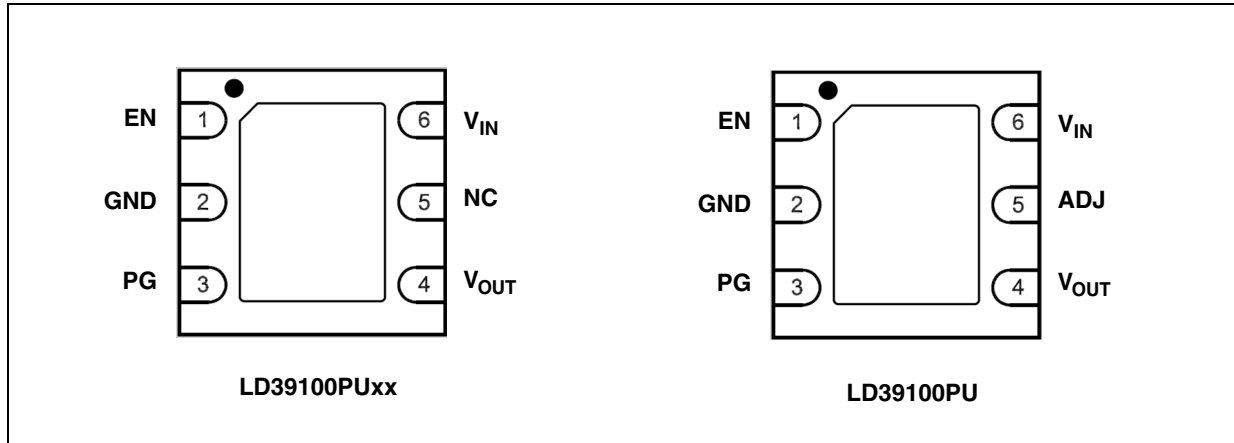 EN 1 6 VIN
GND 2 5 NC
PG 3 4 VOUT
LD39100PUxx
EN 1 6 VIN
GND 2 5 ADJ
PG 3 4 VOUT
LD39100PU